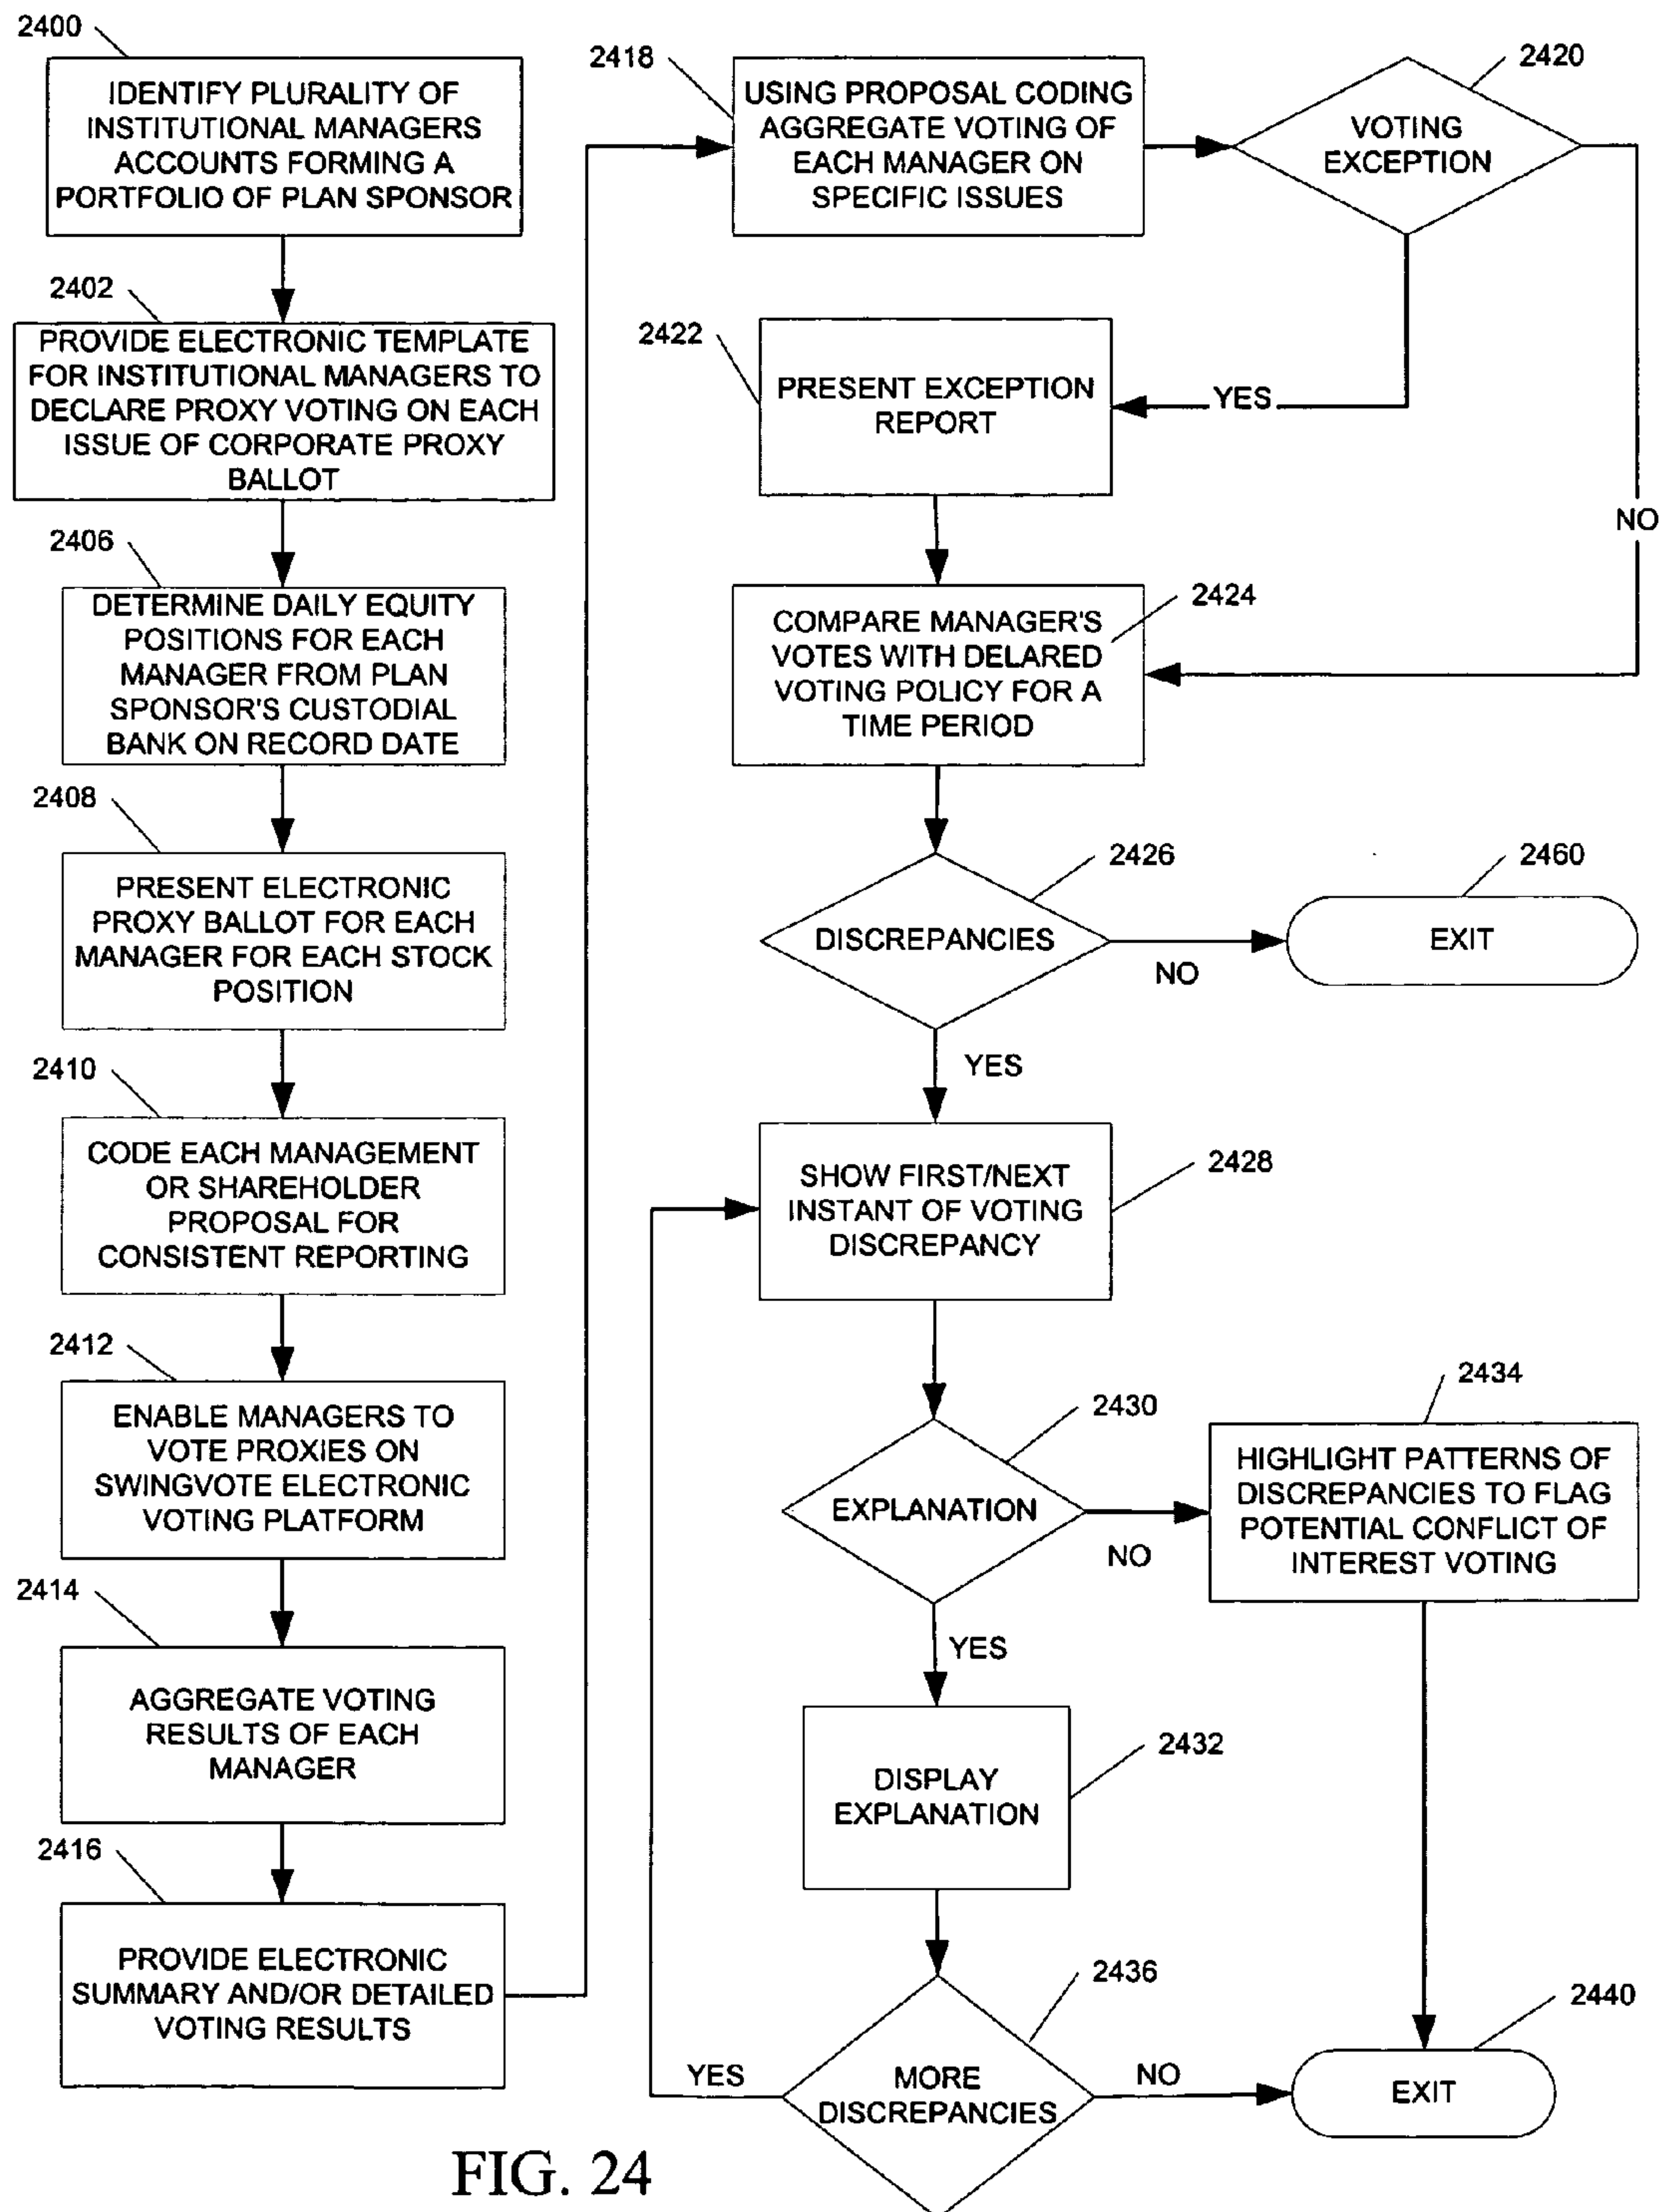 2400
IDENTIFY PLURALITY OF
INSTITUTIONAL MANAGERS
ACCOUNTS FORMING A
PORTFOLIO OF PLAN SPONSOR
2402
PROVIDE ELECTRONIC TEMPLATE
FOR INSTITUTIONAL MANAGERS TO
DECLARE PROXY VOTING ON EACH
ISSUE OF CORPORATE PROXY
BALLOT
2406
DETERMINE DAILY EQUITY
POSITIONS FOR EACH
MANAGER FROM PLAN
SPONSOR'S CUSTODIAL
BANK ON RECORD DATE
2408
PRESENT ELECTRONIC
PROXY BALLOT FOR EACH
MANAGER FOR EACH STOCK
POSITION
2410
CODE EACH MANAGEMENT
OR SHAREHOLDER
PROPOSAL FOR
CONSISTENT REPORTING
2412
ENABLE MANAGERS TO
VOTE PROXIES ON
SWINGVOTE ELECTRONIC
VOTING PLATFORM
2414
AGGREGATE VOTING
RESULTS OF EACH
MANAGER
2416
PROVIDE ELECTRONIC
SUMMARY AND/OR DETAILED
VOTING RESULTS
2418
USING PROPOSAL CODING
AGGREGATE VOTING OF
EACH MANAGER ON
SPECIFIC ISSUES
2420
VOTING
EXCEPTION
YES
NO
2422
PRESENT EXCEPTION
REPORT
2424
COMPARE MANAGER'S
VOTES WITH DELARED
VOTING POLICY FOR A
TIME PERIOD
2426
DISCREPANCIES
NO
2460
EXIT
YES
2428
SHOW FIRST/NEXT
INSTANT OF VOTING
DISCREPANCY
2430
EXPLANATION
NO
2434
HIGHLIGHT PATTERNS OF
DISCREPANCIES TO FLAG
POTENTIAL CONFLICT OF
INTEREST VOTING
YES
2432
DISPLAY
EXPLANATION
2436
MORE
DISCREPANCIES
YES
NO
2440
EXIT
FIG. 24